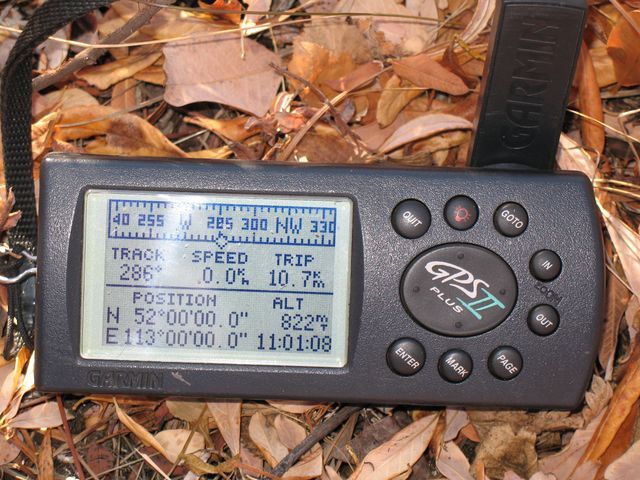 GARMIN
40 255 W 285 300 NW 330
TRACK SPEED TRIP
286° .0.0 10.7
POSITION ALT
N 52°00'00.0" 822
E113°00'00.0" 11:01:08
GARMIN
QUIT
GOTO
IN
ZOOM
OUT
GPS II
PLUS
ENTER
MARK
PAGE